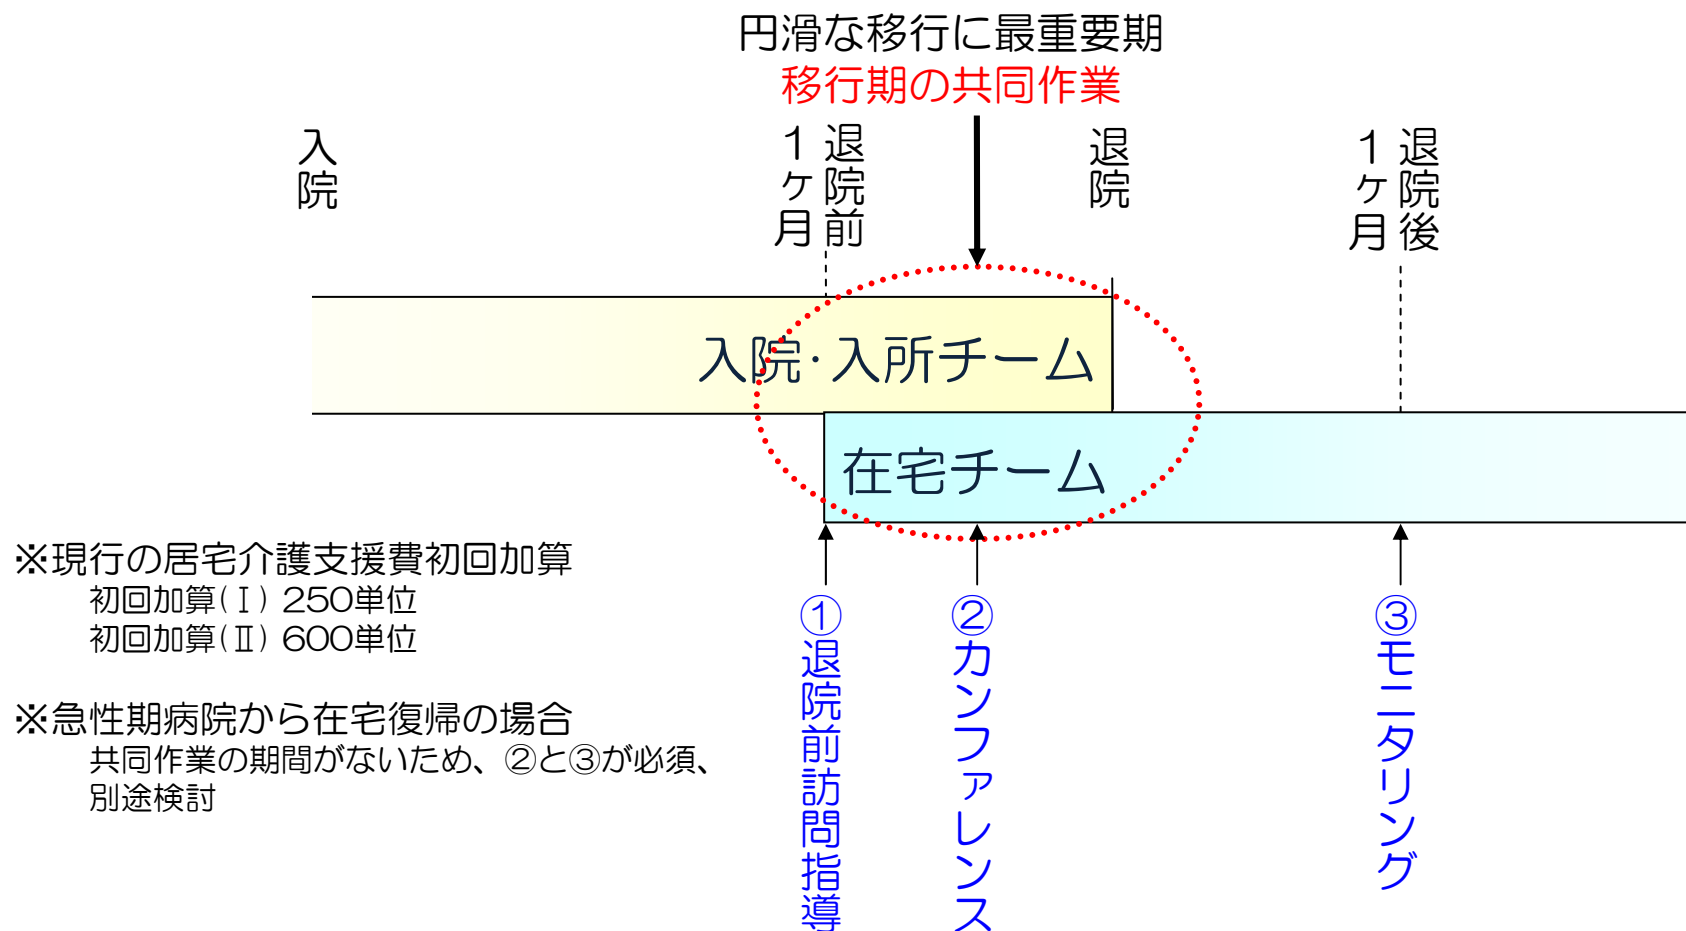 円滑な移行に最重要期
移行期の共同作業
入院
退院前
1ヶ月
退院
退院後
1ヶ月
入院・入所チーム
在宅チーム
※現行の居宅介護支援費初回加算
初回加算(Ⅰ) 250単位
初回加算(Ⅱ) 600単位
※急性期病院から在宅復帰の場合
共同作業の期間がないため、②と③が必須、
別途検討
①退院前訪問指導
②カンファレンス
③モニタリング